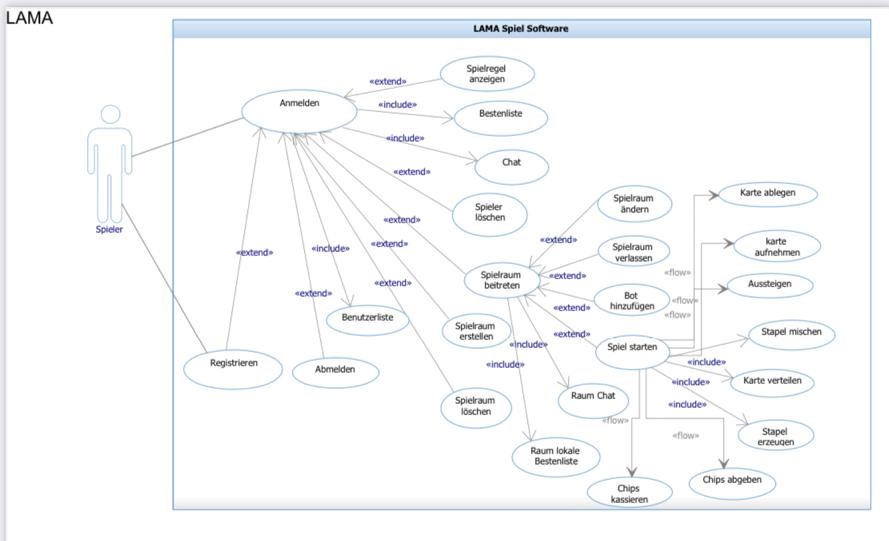 LAMA
LAMA Spiel Software
Spielregel
anzeigen
«extend»
Anmelden
«include»
Bestenliste
«include»
Chat
«extend»
Spieler
löschen
Spieler
«extend»
«include»
«extend»
«extend»
«extend»
«extend»
Benutzerliste
Registrieren
Abmelden
Spielraum
beitreten
Spielraum
erstellen
Spielraum
löschen
Spielraum
ändern
«extend»
Spielraum
verlassen
«extend»
Bot
hinzufügen
«extend»
«extend»
Spiel starten
«include»
«include»
Raum Chat
Raum lokale
Bestenliste
«flow»
«flow»
«flow»
Karte ablegen
karte
aufnehmen
Aussteigen
Stapel mischen
«include»
Karte verteilen
«include»
«include»
Stapel
erzeugen
«flow»
«flow»
Chips
kassieren
Chips abgeben